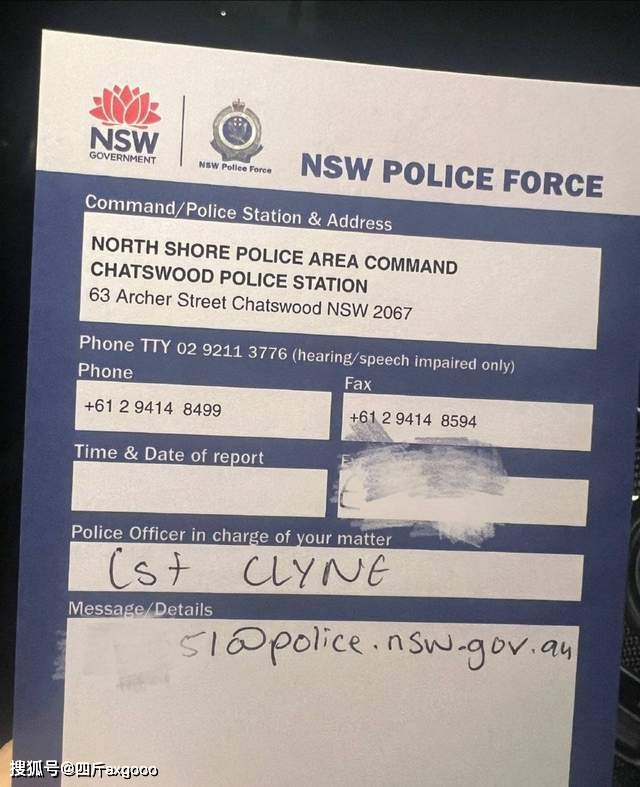 NSW
GOVERNMENT
NSW Police Force
NSW POLICE FORCE
Command/Police Station & Address
NORTH SHORE POLICE AREA COMMAND
CHATSWOOD POLICE STATION
63 Archer Street Chatswood NSW 2067
Phone TTY 02 9211 3776 (hearing/speech impaired only)
Phone
Fax
+61 2 9414 8499
+61 2 9414 8594
Time & Date of report
Police Officer in charge of your matter
Cst CLYNE
Message/Details
51@police.nsw.gov.au
搜狐号@四斤axgooo